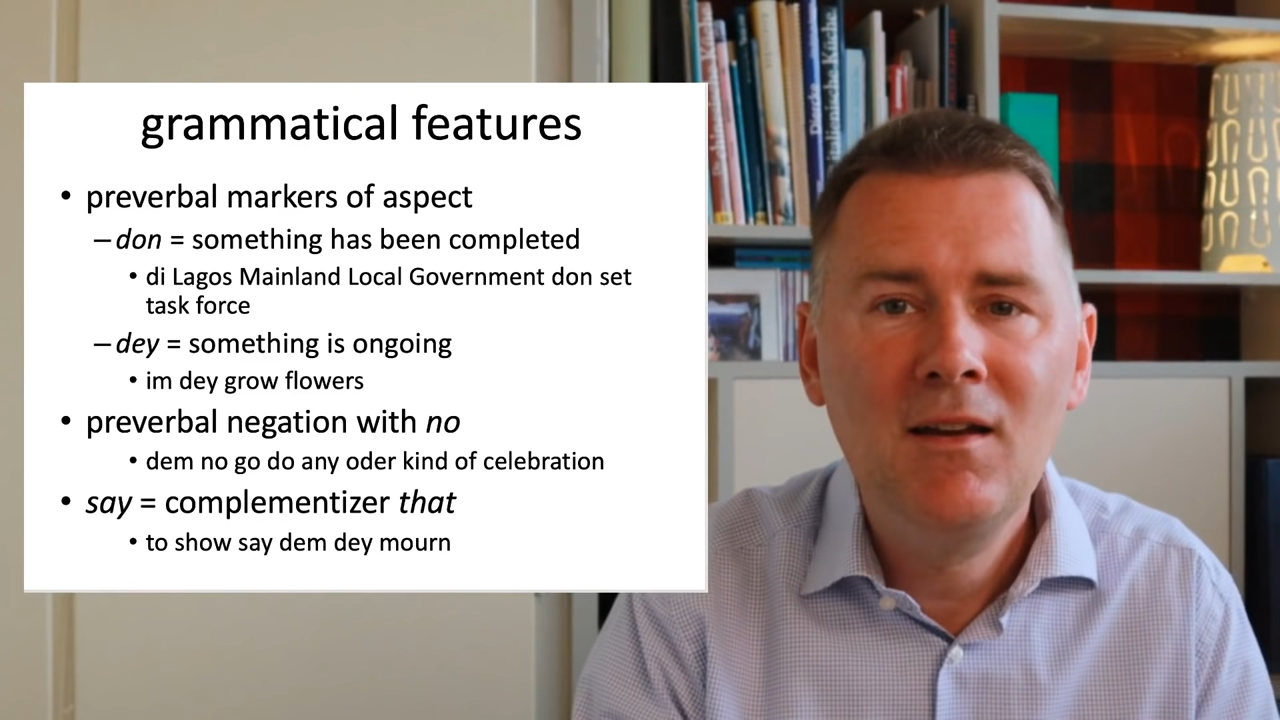 grammatical features
• preverbal markers of aspect
– don = something has been completed
• di Lagos Mainland Local Government don set
task force
– dey = something is ongoing
• im dey grow flowers
• preverbal negation with no
• dem no go do any oder kind of celebration
• say = complementizer that
• to show say dem dey mourn
italienische Küche